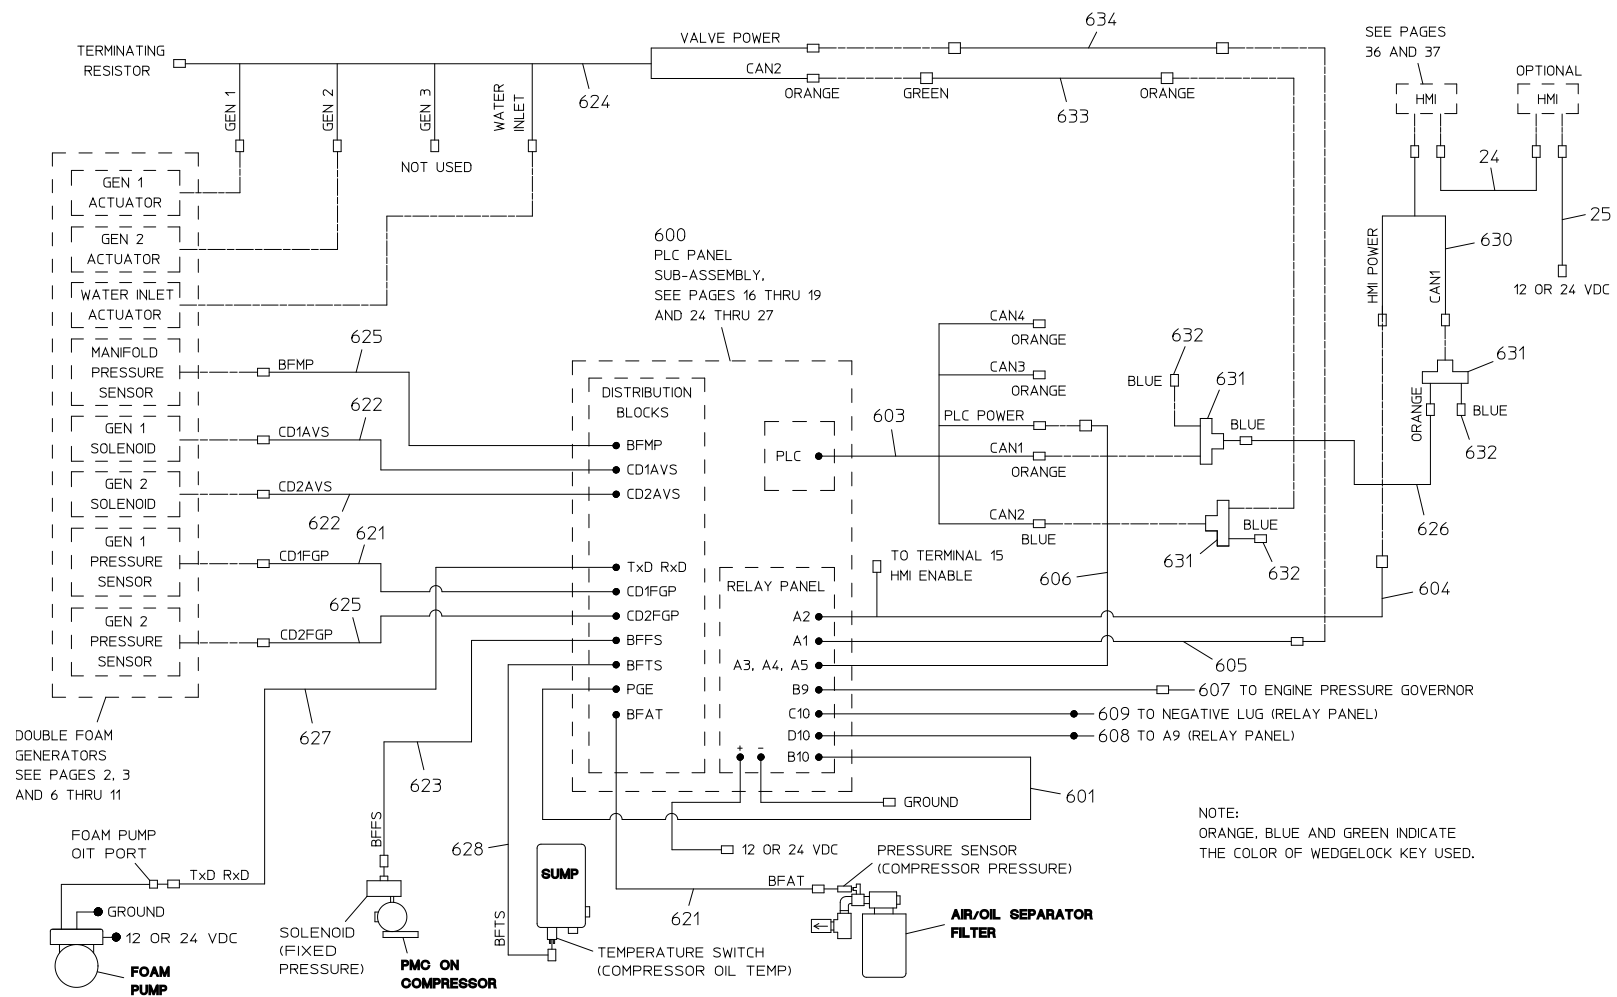 TERMINATING
RESISTOR
VALVE POWER
CAN2
634
624
ORANGE
GREEN
633
ORANGE
SEE PAGES
36 AND 37
HMI
OPTIONAL
HMI
GEN 1
GEN 2
GEN 3
WATER
INLET
NOT USED
24
25
12 OR 24 VDC
HMI POWER
CAN1
630
631
ORANGE
BLUE
632
626
GEN 1
ACTUATOR
GEN 2
ACTUATOR
WATER INLET
ACTUATOR
MANIFOLD
PRESSURE
SENSOR
GEN 1
SOLENOID
GEN 2
SOLENOID
GEN 1
PRESSURE
SENSOR
GEN 2
PRESSURE
SENSOR
BFMP
625
CD1AVS
622
CD2AVS
622
CD1FGP
621
CD2FGP
625
DOUBLE FOAM
GENERATORS
SEE PAGES 2, 3
AND 6 THRU 11
600
PLC PANEL
SUB-ASSEMBLY,
SEE PAGES 16 THRU 19
AND 24 THRU 27
DISTRIBUTION
BLOCKS
BFMP
CD1AVS
CD2AVS
TxD RxD
CD1FGP
CD2FGP
BFFS
BFTS
PGE
BFAT
PLC
603
CAN4
ORANGE
CAN3
ORANGE
PLC POWER
CAN1
ORANGE
CAN2
BLUE
632
BLUE
631
BLUE
BLUE
631
632
606
TO TERMINAL 15
HMI ENABLE
RELAY PANEL
A2
A1
A3, A4, A5
B9
C10
D10
B10
+
-
604
605
607 TO ENGINE PRESSURE GOVERNOR
609 TO NEGATIVE LUG (RELAY PANEL)
608 TO A9 (RELAY PANEL)
601
GROUND
12 OR 24 VDC
627
623
BFFS
628
BFTS
FOAM PUMP
OIT PORT
TxD RxD
GROUND
12 OR 24 VDC
FOAM
PUMP
SOLENOID
(FIXED
PRESSURE)
PMC ON
COMPRESSOR
SUMP
TEMPERATURE SWITCH
(COMPRESSOR OIL TEMP)
621
BFAT
PRESSURE SENSOR
(COMPRESSOR PRESSURE)
AIR/OIL SEPARATOR
FILTER
NOTE:
ORANGE, BLUE AND GREEN INDICATE
THE COLOR OF WEDGELOCK KEY USED.